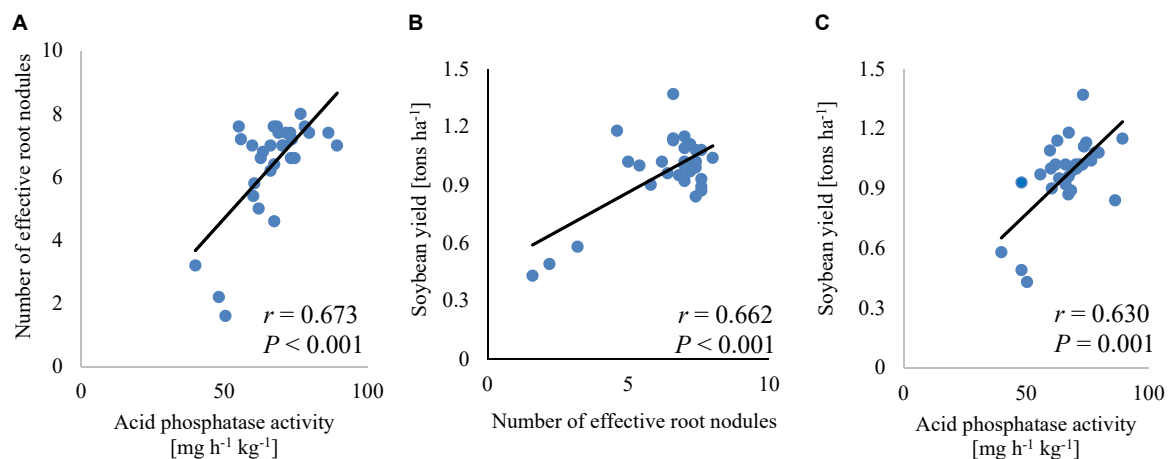 A
Number of effective root nodules
10
8
6
4
2
0
0
50
100
r = 0.673
P < 0.001
Acid phosphatase activity
[mg h-1 kg-1]
B
Soybean yield [tons ha-1]
1.5
1.2
0.9
0.6
0.3
0
0
5
10
r = 0.662
P < 0.001
Number of effective root nodules
C
Soybean yield [tons ha-1]
1.5
1.2
0.9
0.6
0.3
0
0
50
100
r = 0.630
P = 0.001
Acid phosphatase activity
[mg h-1 kg-1]